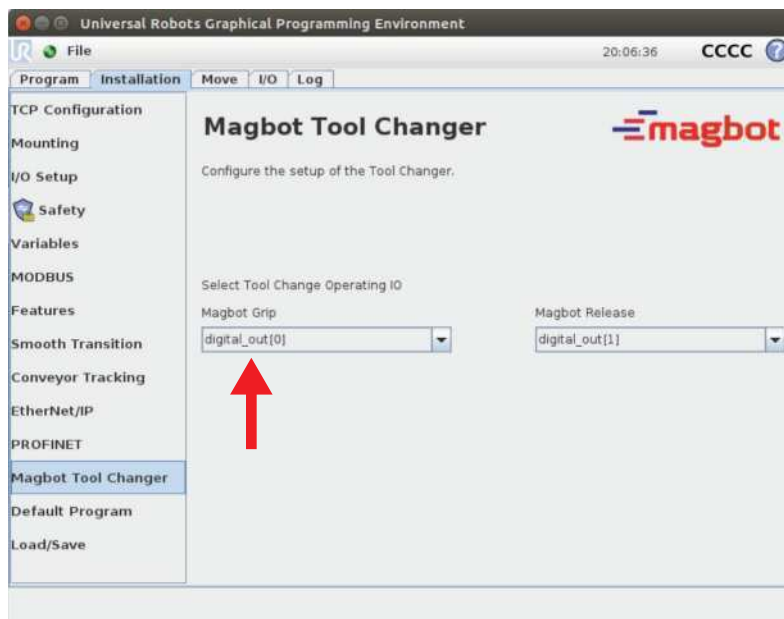 Universal Robots Graphical Programming Environment
File
20:06:36
CCCC
?
Program
Installation
Move
I/O
Log
TCP Configuration
Mounting
I/O Setup
Safety
Variables
MODBUS
Features
Smooth Transition
Conveyor Tracking
EtherNet/IP
PROFINET
Magbot Tool Changer
Default Program
Load/Save
Magbot Tool Changer
magbot
Configure the setup of the Tool Changer.
Select Tool Change Operating IO
Magbot Grip
digital_out[0]
Magbot Release
digital_out[1]